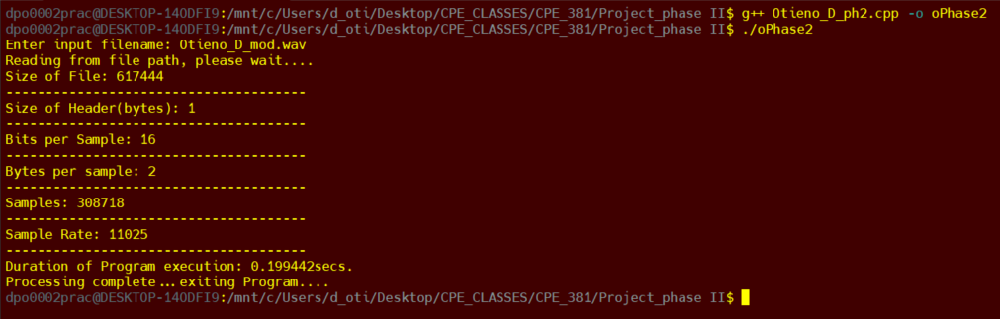 dpo0002prac@DESKTOP-14ODFI9:/mnt/c/Users/d_oti/Desktop/CPE_CLASSES/CPE_381/Project_phase II$ g++ Otieno_D_ph2.cpp -o oPhase2
dpo0002prac@DESKTOP-14ODFI9:/mnt/c/Users/d_oti/Desktop/CPE_CLASSES/CPE_381/Project_phase II$ ./oPhase2
Enter input filename: Otieno_D_mod.wav
Reading from file path, please wait....
Size of File: 617444
--------------------------------------
Size of Header(bytes): 1
--------------------------------------
Bits per Sample: 16
--------------------------------------
Bytes per sample: 2
--------------------------------------
Samples: 308718
--------------------------------------
Sample Rate: 11025
--------------------------------------
Duration of Program execution: 0.199442secs.
Processing complete...exiting Program....
dpo0002prac@DESKTOP-14ODFI9:/mnt/c/Users/d_oti/Desktop/CPE_CLASSES/CPE_381/Project_phase II$